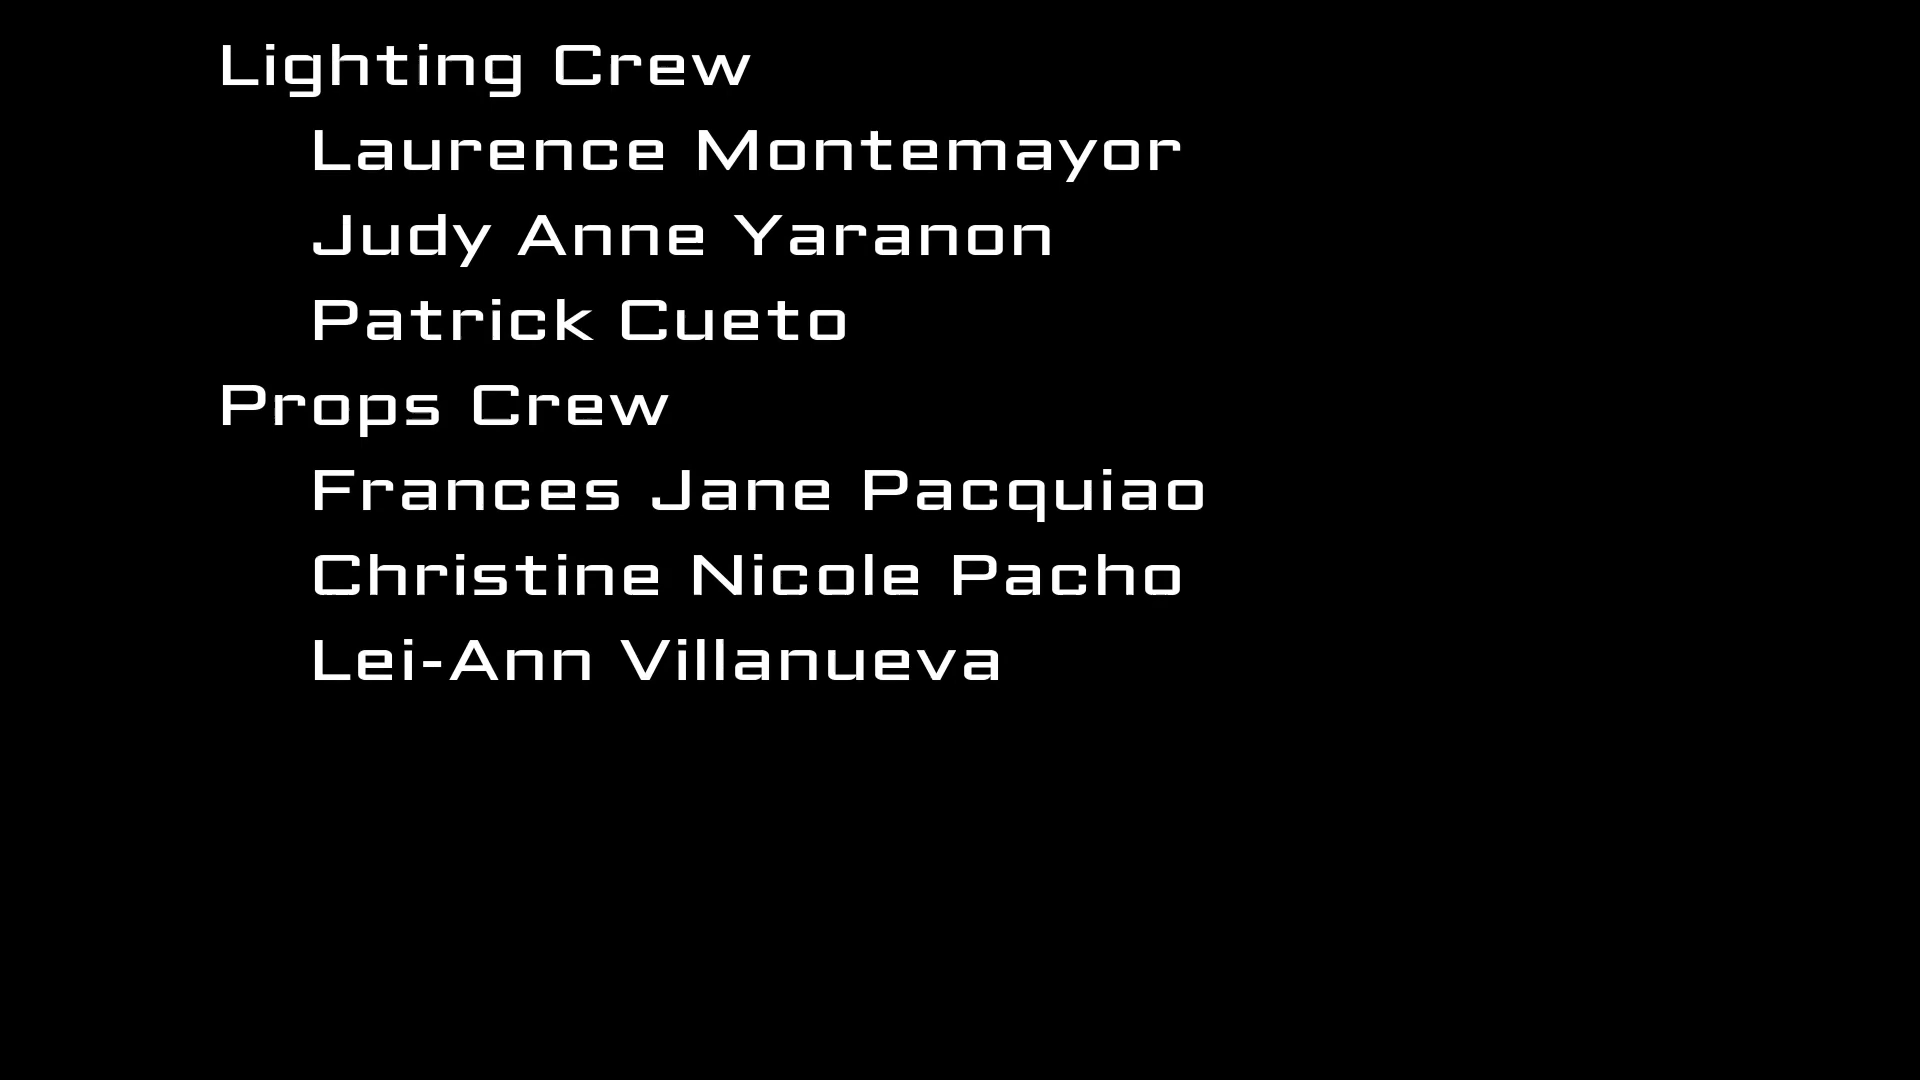 Lighting Crew
Laurence Montemayor
Judy Anne Yaranon
Patrick Cueto
Props Crew
Frances Jane Pacquiao
Christine Nicole Pacho
Lei-Ann Villanueva